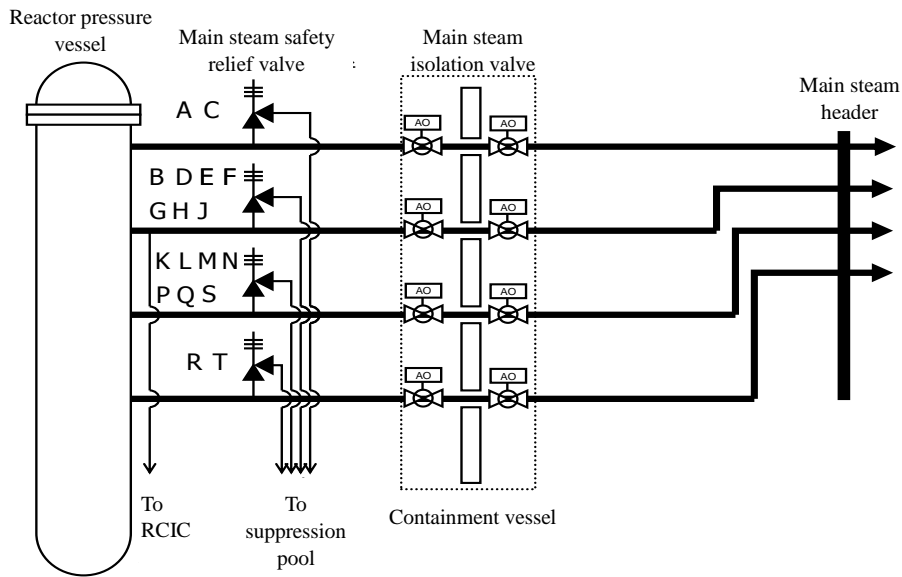 Reactor pressure
vessel
Main steam safety
relief valve
:
Main steam
isolation valve
Main steam
header
A C
AO
AO
B D E F
G H J
AO
AO
K L M N
P Q S
AO
AO
R T
AO
AO
To
RCIC
To
suppression
pool
Containment vessel